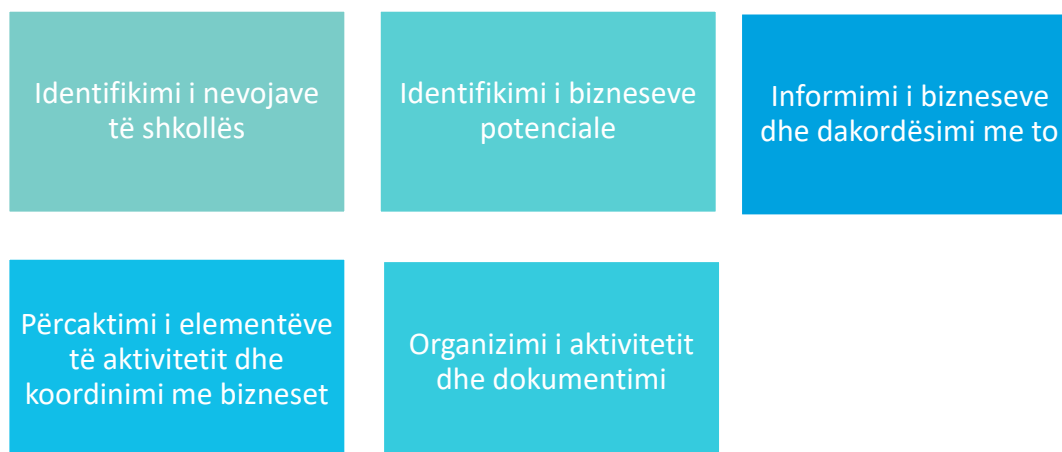 Identifikimi i nevojave
të shkollës
Identifikimi i bizneseve
potenciale
Informimi i bizneseve
dhe dakordësimi me to
Përcaktimi i elementëve
të aktivitetit dhe
koordinimi me bizneset
Organizimi i aktivitetit
dhe dokumentimi